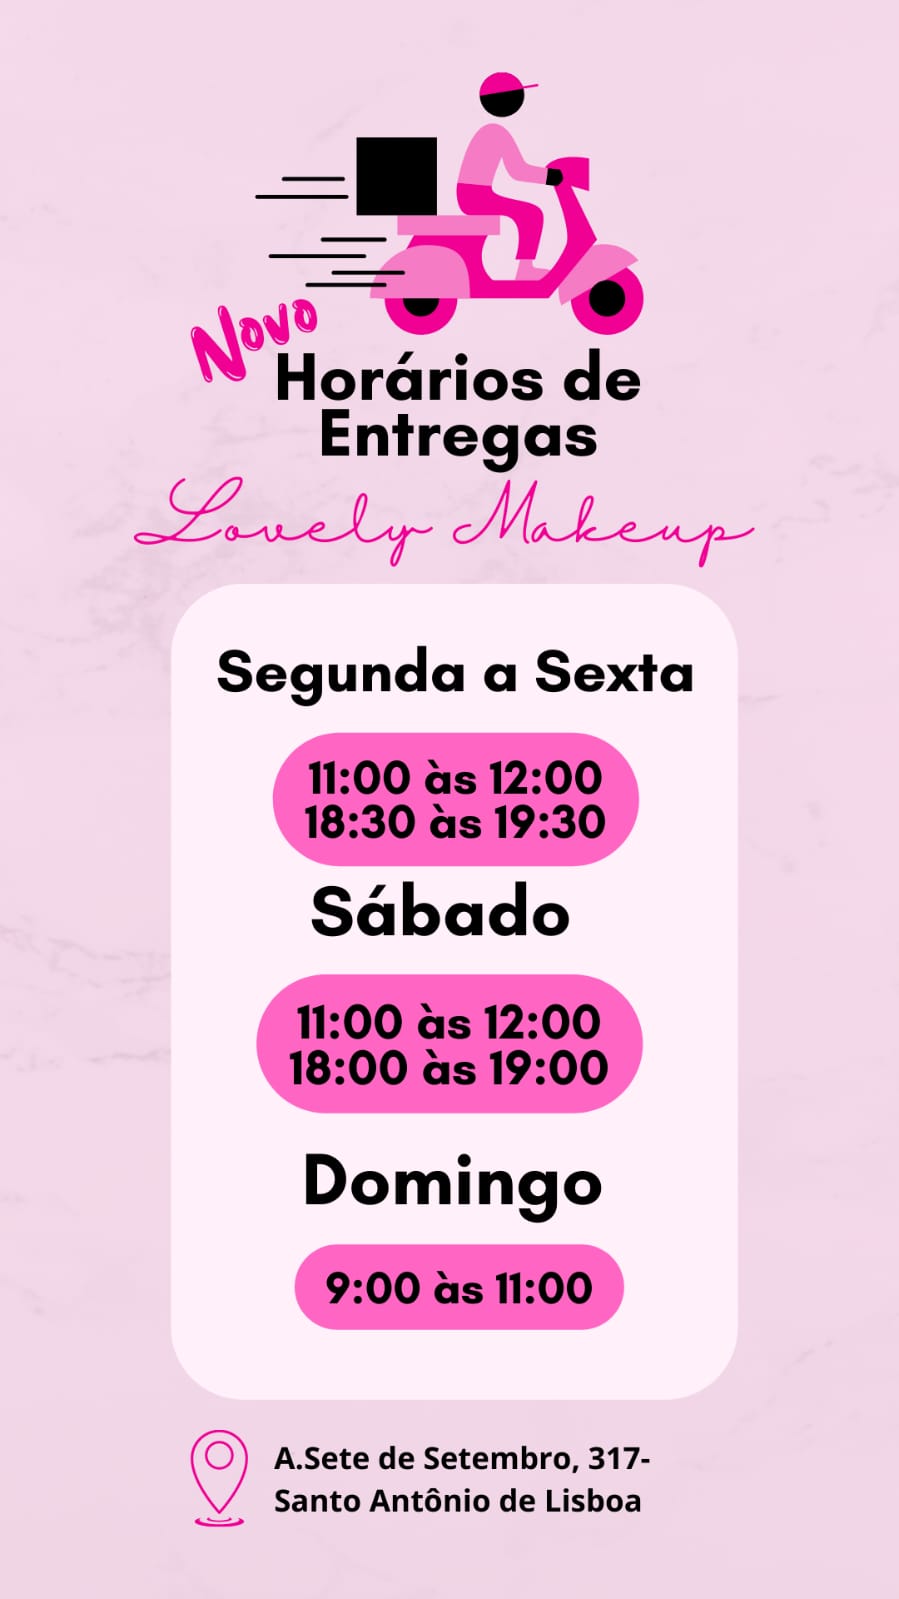 Novo
Horários de
Entregas
Lovely Makeup
Segunda a Sexta
11:00 às 12:00
18:30 às 19:30
Sábado
11:00 às 12:00
18:00 às 19:00
Domingo
9:00 às 11:00
A.Sete de Setembro, 317-
Santo Antônio de Lisboa